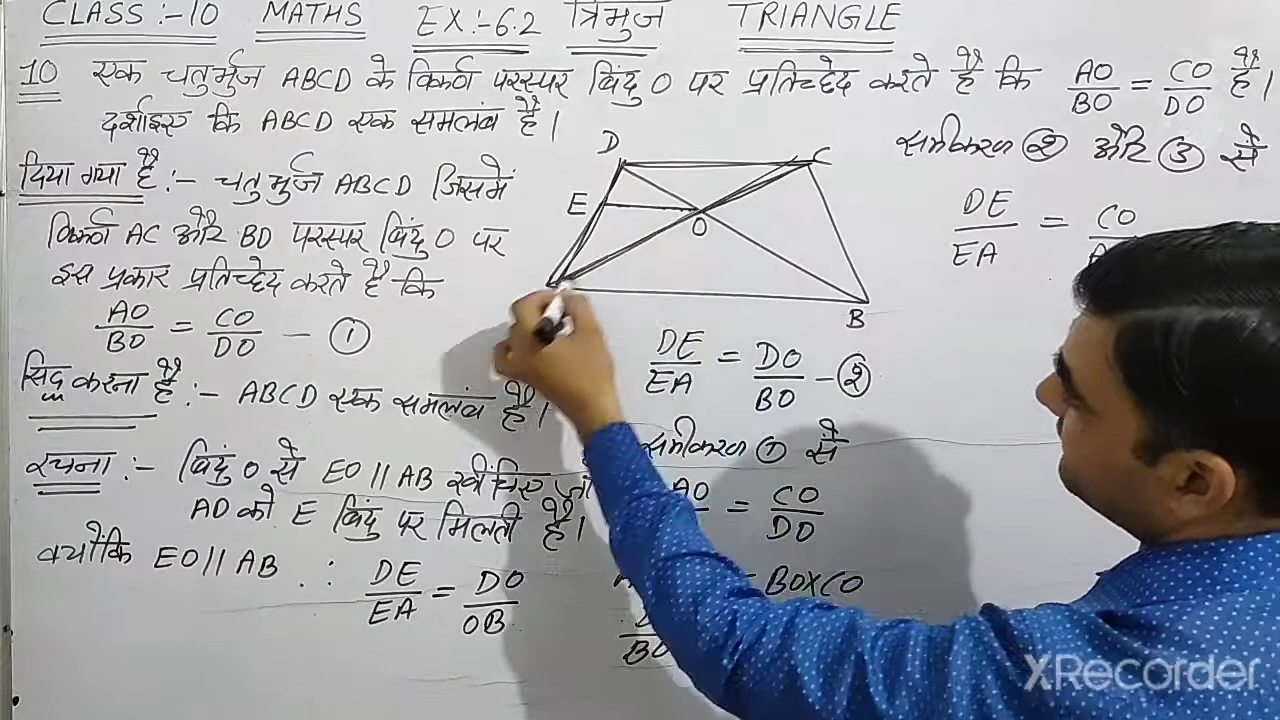 CLASS :- 10 MATHS EX:- 6.2 त्रिभुज TRIANGLE
10 एक चतुर्भुज ABCD के विकर्ण परस्पर बिंदु O पर प्रतिच्छेद करते हैं कि AO/BO = CO/DO है।
दर्शाइए कि ABCD एक समलंब है।
दिया गया है :- चतुर्भुज ABCD जिसमें
विकर्ण AC और BD परस्पर बिंदु O पर
इस प्रकार प्रतिच्छेद करते हैं कि
AO/BO = CO/DO — ①
सिद्ध करना है :- ABCD एक समलंब है।
रचना :- बिंदु O से EO || AB खींचिए जो
AD को E बिंदु पर मिलती है।
क्योंकि EO || AB ∴ DE/EA = DO/OB
D C
E O
B
DE/EA = DO/BO — ②
समीकरण ① से
AO = CO/DO
= BO×CO
BO
समीकरण ② और ③ से
DE/EA = CO
XRecorder